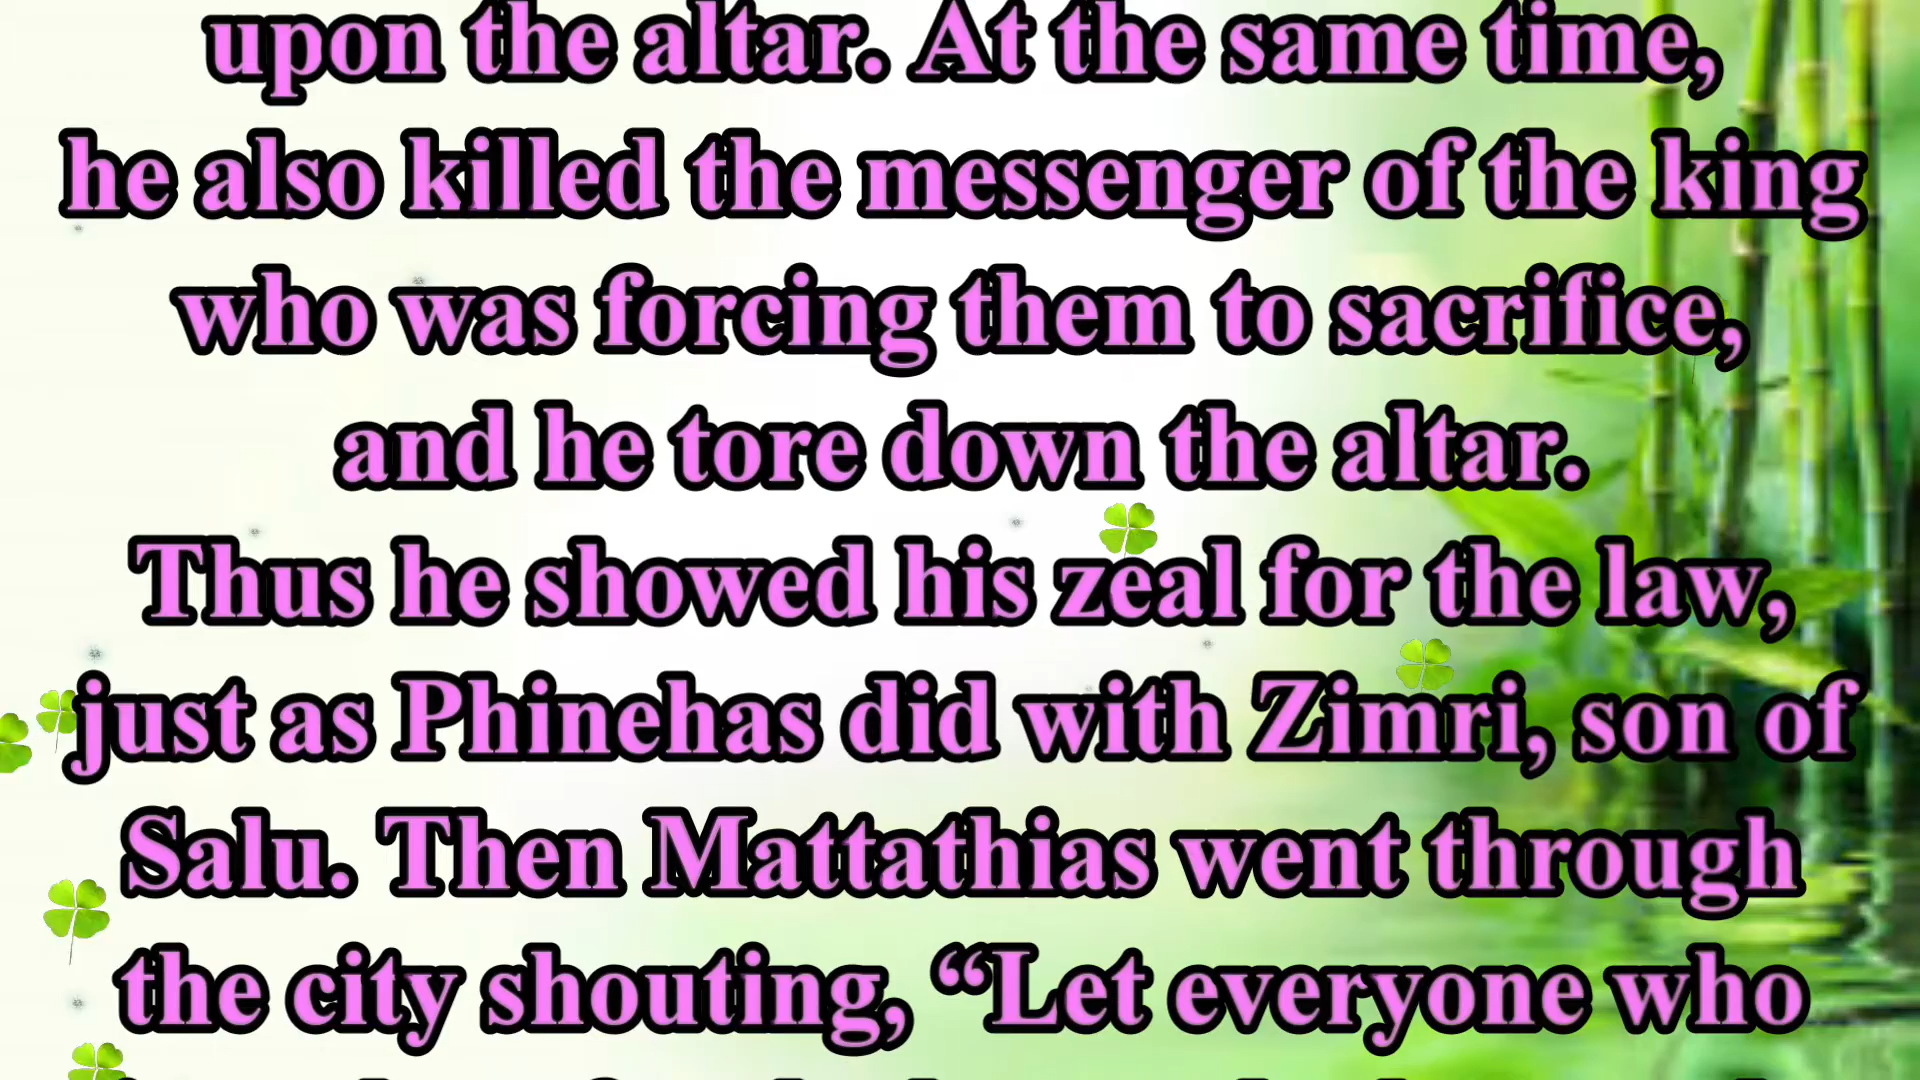 upon the altar. At the same time,
he also killed the messenger of the king
who was forcing them to sacrifice,
and he tore down the altar.
Thus he showed his zeal for the law,
just as Phinehas did with Zimri, son of
Salu. Then Mattathias went through
the city shouting, “Let everyone who